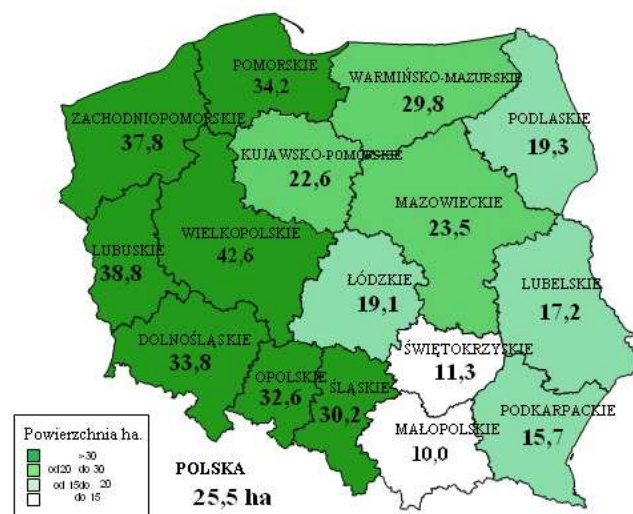 POMORSKIE
34,2
WARMIŃSKO-MAZURSKIE
29,8
ZACHODNIOPOMORSKIE
37,8
PODLASKIE
19,3
KUJAWSKO-POMORSKIE
22,6
MAZOWIECKIE
23,5
WIELKOPOLSKIE
42,6
LUBUSKIE
38,8
ŁÓDZKIE
19,1
LUBELSKIE
17,2
DOLNOŚLĄSKIE
33,8
ŚWIĘTOKRZYSKIE
11,3
OPOLSKIE
32,6
ŚLĄSKIE
30,2
MAŁOPOLSKIE
10,0
PODKARPACKIE
15,7
Powierzchnia ha.
>30
od20 do 30
od 15do 20
do 15
POLSKA
25,5 ha